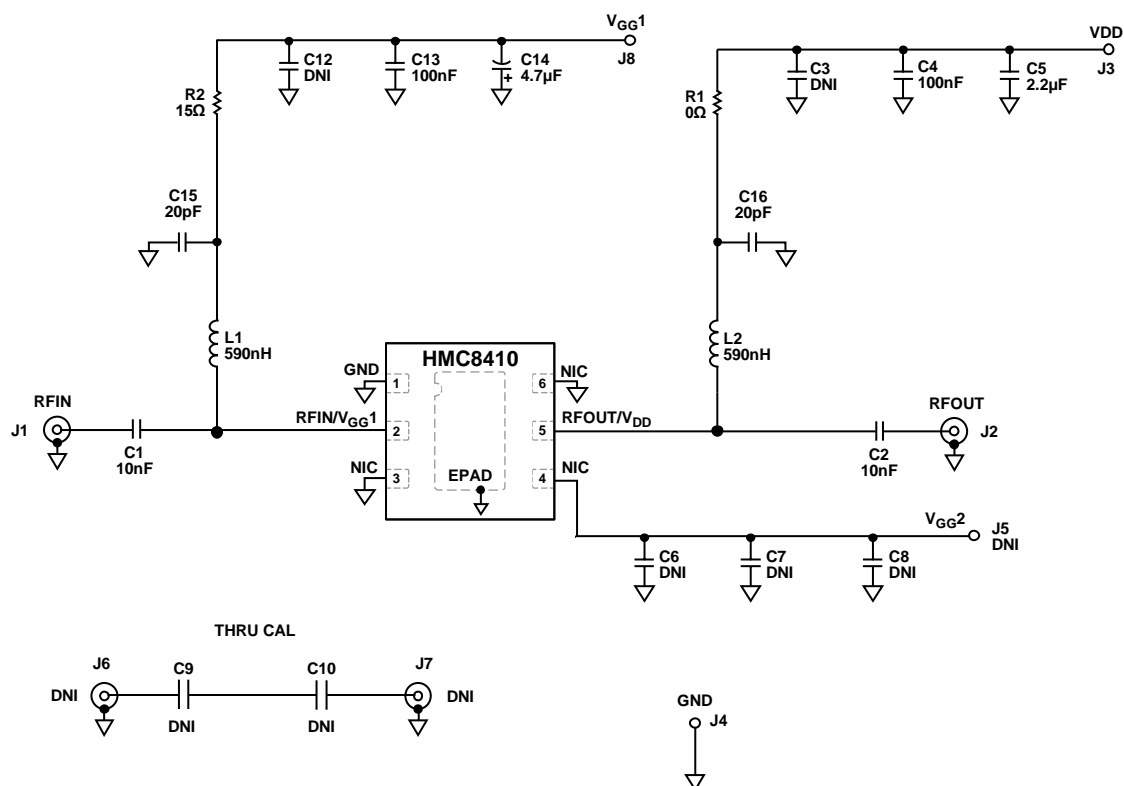 VGG1
J8
C12
DNI
C13
100nF
C14
4.7µF
+
R2
15Ω
VDD
J3
C3
DNI
C4
100nF
C5
2.2µF
R1
0Ω
C15
20pF
C16
20pF
L1
590nH
L2
590nH
HMC8410
GND
1
6
NIC
RFIN
J1
C1
10nF
RFIN/VGG1
2
5
RFOUT/VDD
C2
10nF
RFOUT
J2
NIC
3
EPAD
4
NIC
VGG2
J5
DNI
C6
DNI
C7
DNI
C8
DNI
THRU CAL
J6
DNI
C9
DNI
C10
DNI
J7
DNI
GND
J4